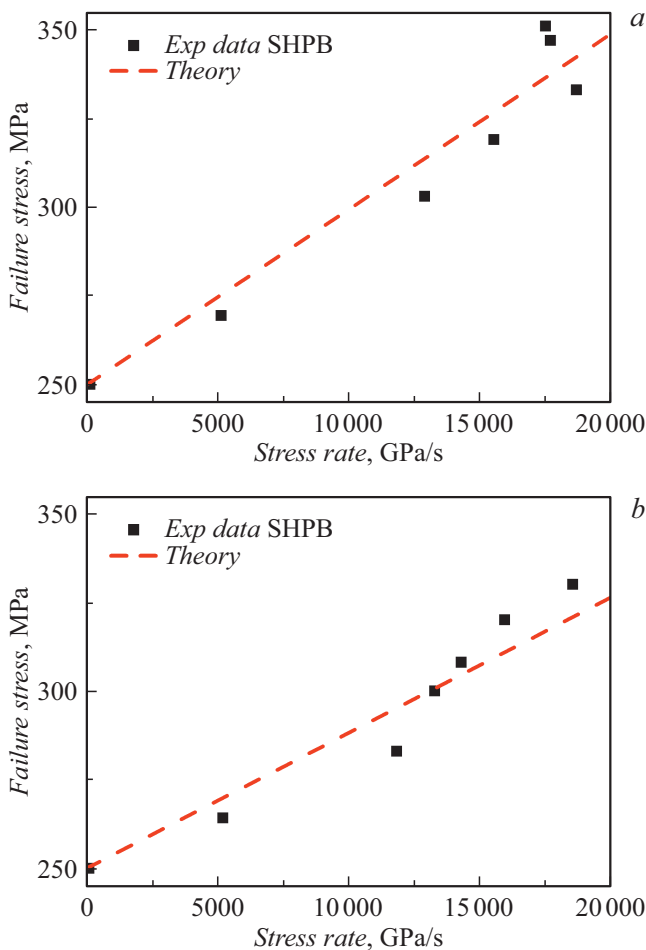 a
350
Exp data SHPB
Theory
300
250
Failure stress, MPa
0 5000 10 000 15 000 20 000
Stress rate, GPa/s
b
350
Exp data SHPB
Theory
300
250
Failure stress, MPa
0 5000 10 000 15 000 20 000
Stress rate, GPa/s